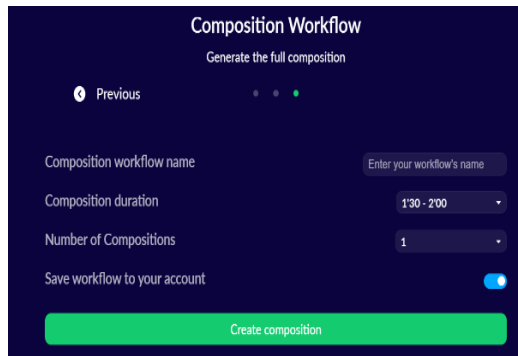 Composition Workflow
Generate the full composition
Previous
Composition workflow name
Enter your workflow's name
Composition duration
1'30 - 2'00
Number of Compositions
1
Save workflow to your account
Create composition